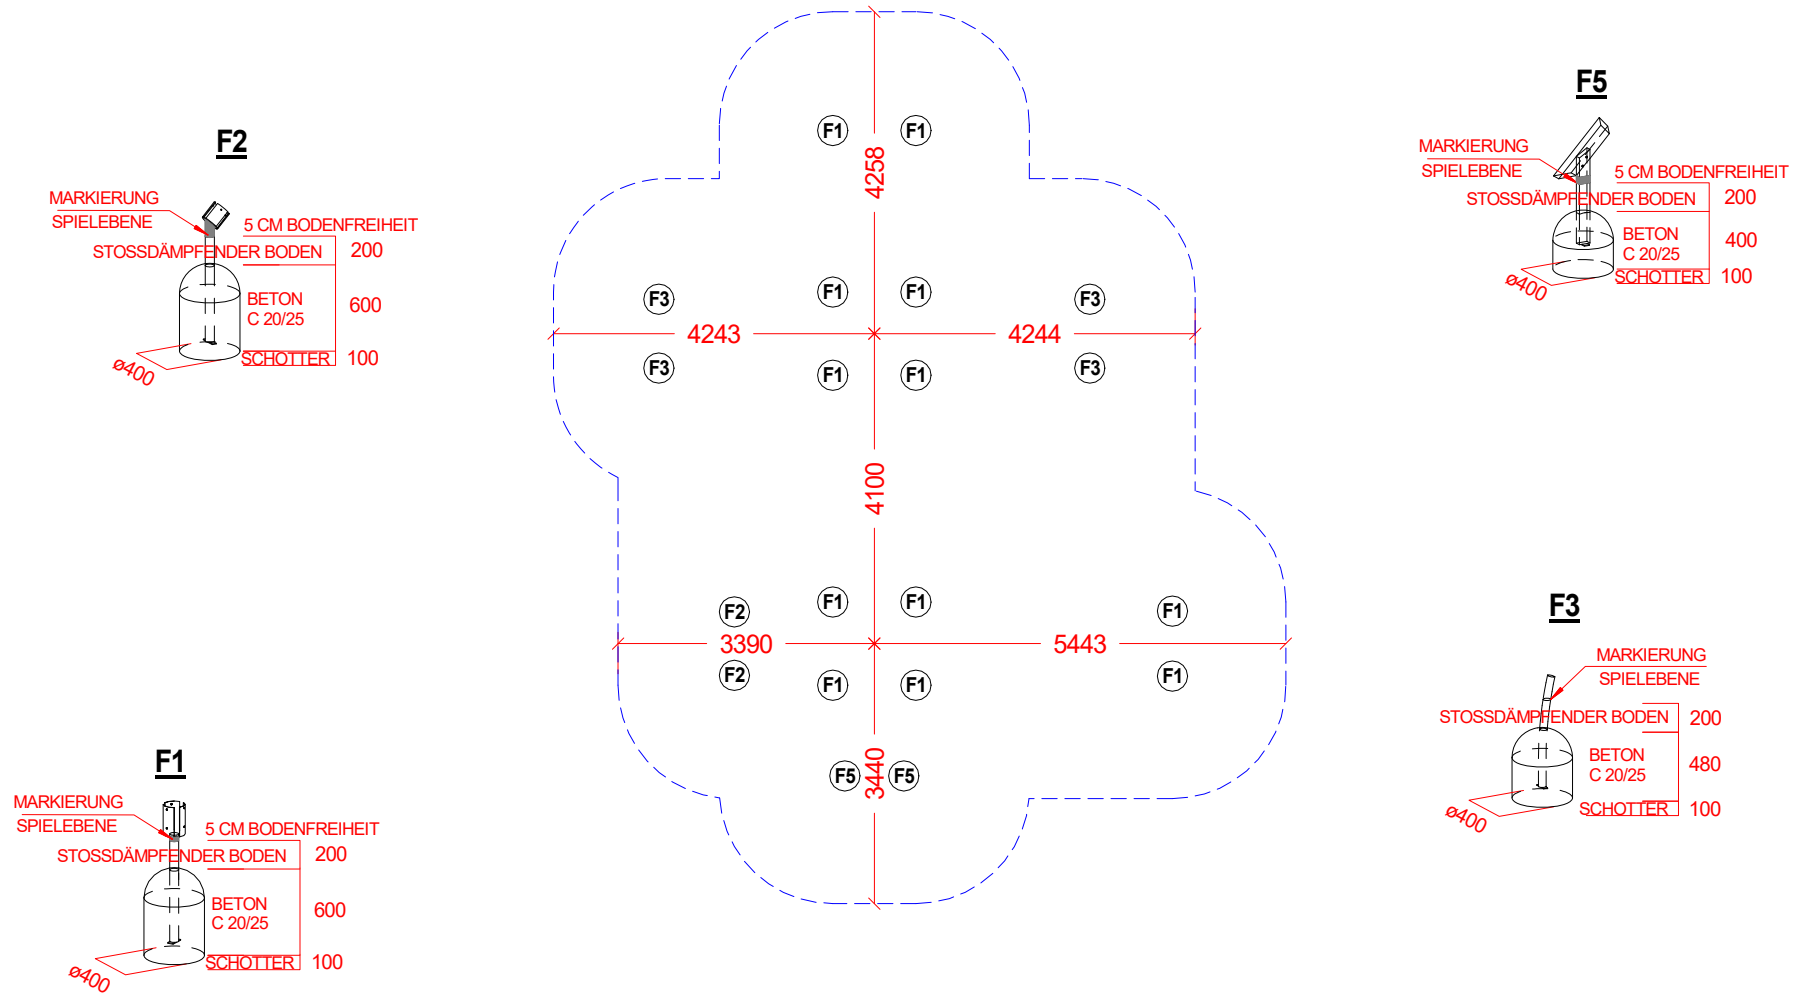 F2
MARKIERUNG
SPIELEBENE
5 CM BODENFREIHEIT
STOSSDÄMPFENDER BODEN 200
BETON
C 20/25
600
SCHOTTER 100
ø400
F1
MARKIERUNG
SPIELEBENE
5 CM BODENFREIHEIT
STOSSDÄMPFENDER BODEN 200
BETON
C 20/25
600
SCHOTTER 100
ø400
F1 F1
4258
F3 F1 F1 F3
4243 4244
F3 F1 F1 F3
4100
F2 F1 F1 F1
3390 5443
F2 F1 F1 F1
F5 3440 F5
F5
MARKIERUNG
SPIELEBENE
5 CM BODENFREIHEIT
STOSSDÄMPFENDER BODEN 200
BETON
C 20/25
400
SCHOTTER 100
ø400
F3
MARKIERUNG
SPIELEBENE
STOSSDÄMPFENDER BODEN 200
BETON
C 20/25
480
SCHOTTER 100
ø400